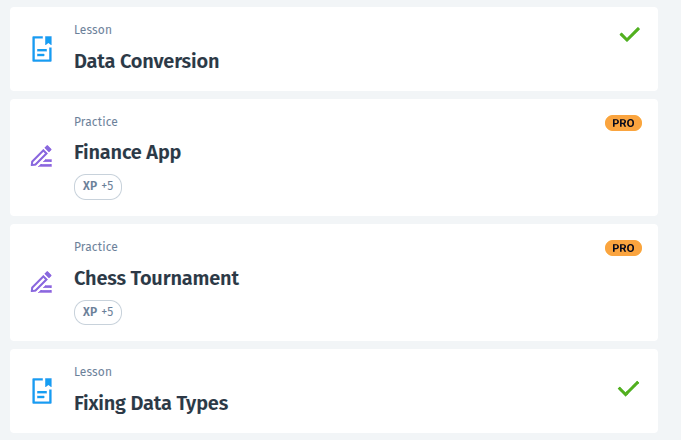 Lesson
Data Conversion
Practice
PRO
Finance App
XP +5
Practice
PRO
Chess Tournament
XP +5
Lesson
Fixing Data Types